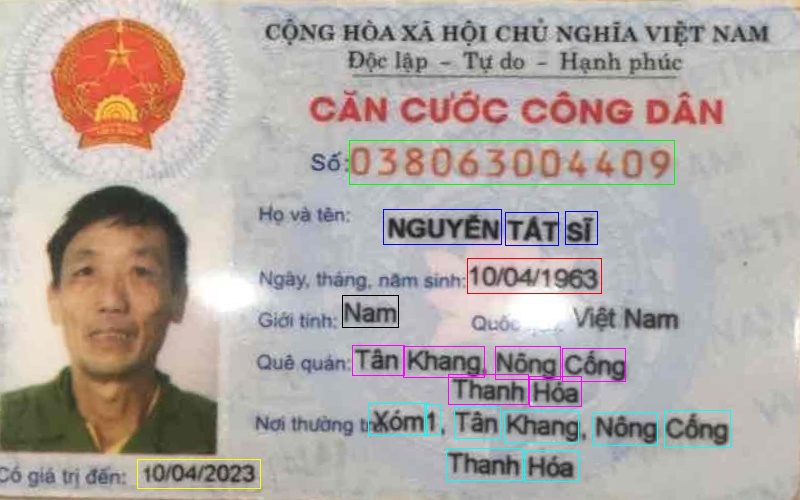 CỘNG HÒA XÃ HỘI CHỦ NGHĨA VIỆT NAM
Độc lập - Tự do - Hạnh phúc
CĂN CƯỚC CÔNG DÂN
Số: 038063004409
Họ và tên: NGUYỄN TẤT SĨ
Ngày, tháng, năm sinh: 10/04/1963
Giới tính: Nam Quốc Việt Nam
Quê quán: Tân Khang, Nông Cống
Thanh Hóa
Nơi thường Xóm1, Tân Khang, Nông Cống
Thanh Hóa
Có giá trị đến: 10/04/2023